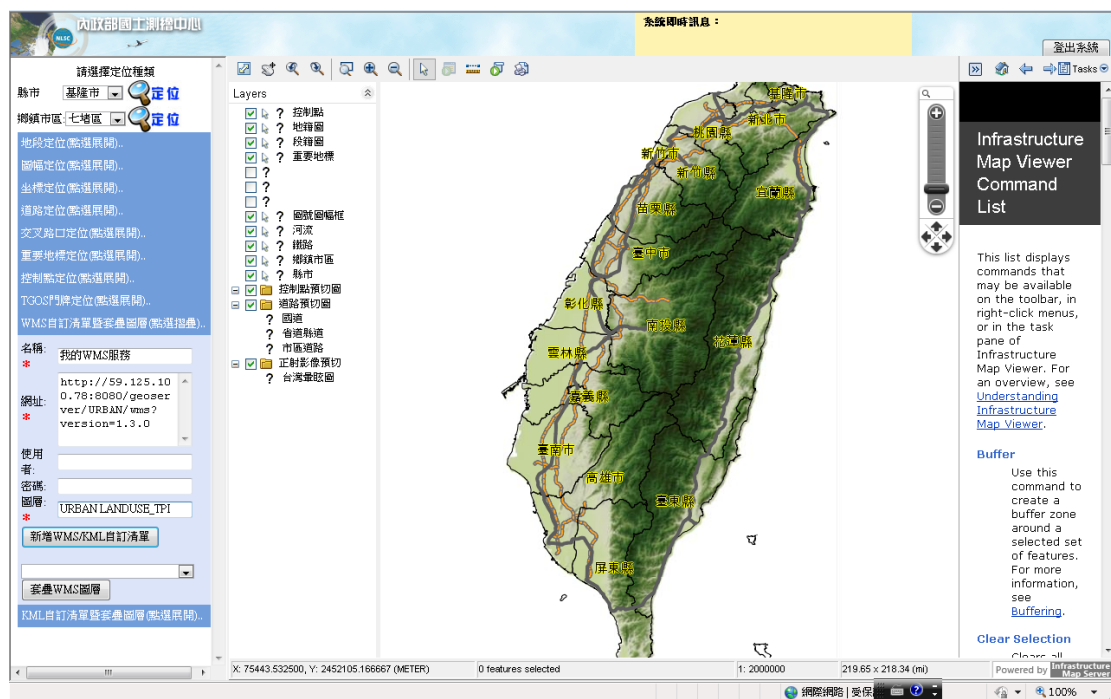 內政部國土測繪中心
NLSC
系統即時訊息：
登出系統
請選擇定位種類
縣市 基隆市 定位
鄉鎮市區: 七堵區 定位
地段定位(點選展開)..
圖幅定位(點選展開)..
坐標定位(點選展開)..
道路定位(點選展開)..
交叉路口定位(點選展開)..
重要地標定位(點選展開)..
控制點定位(點選展開)..
TGOS門牌定位(點選展開)..
WMS自訂清單暨套疊圖層(點選摺疊)..
名稱: 我的WMS服務
*
網址:
*
http://59.125.10
0.78:8080/geoser
ver/URBAN/wms?
version=1.3.0
使用
者:
密碼:
圖層: URBAN LANDUSE_TPI
*
新增WMS/KML自訂清單
套疊WMS圖層
KML自訂清單暨套疊圖層(點選展開)..
Layers
? 控制點
? 地籍圖
? 段籍圖
? 重要地標
?
?
?
? 圖號圖幅框
? 河流
? 鐵路
? 鄉鎮市區
? 縣市
控制點預切圖
道路預切圖
? 國道
? 省道縣道
? 市區道路
正射影像預切
? 台灣暈眩圖
基隆市
新北市
桃園縣
新竹市
新竹縣
宜蘭縣
苗栗縣
臺中市
彰化縣
南投縣
花蓮縣
雲林縣
嘉義縣
臺南市
高雄市
臺東縣
屏東縣
Tasks
Infrastructure
Map Viewer
Command
List
This list displays
commands that
may be available
on the toolbar, in
right-click menus,
or in the task
pane of
Infrastructure
Map Viewer. For
an overview, see
Understanding
Infrastructure
Map Viewer.
Buffer
Use this
command to
create a
buffer zone
around a
selected set
of features.
For more
information,
see
Buffering.
Clear Selection
Clears all
X: 75443.532500, Y: 2452105.166667 (METER)
0 features selected
1: 2000000
219.65 x 218.34 (mi)
Powered by Infrastructure
Map Server
網際網路 | 受保
100%